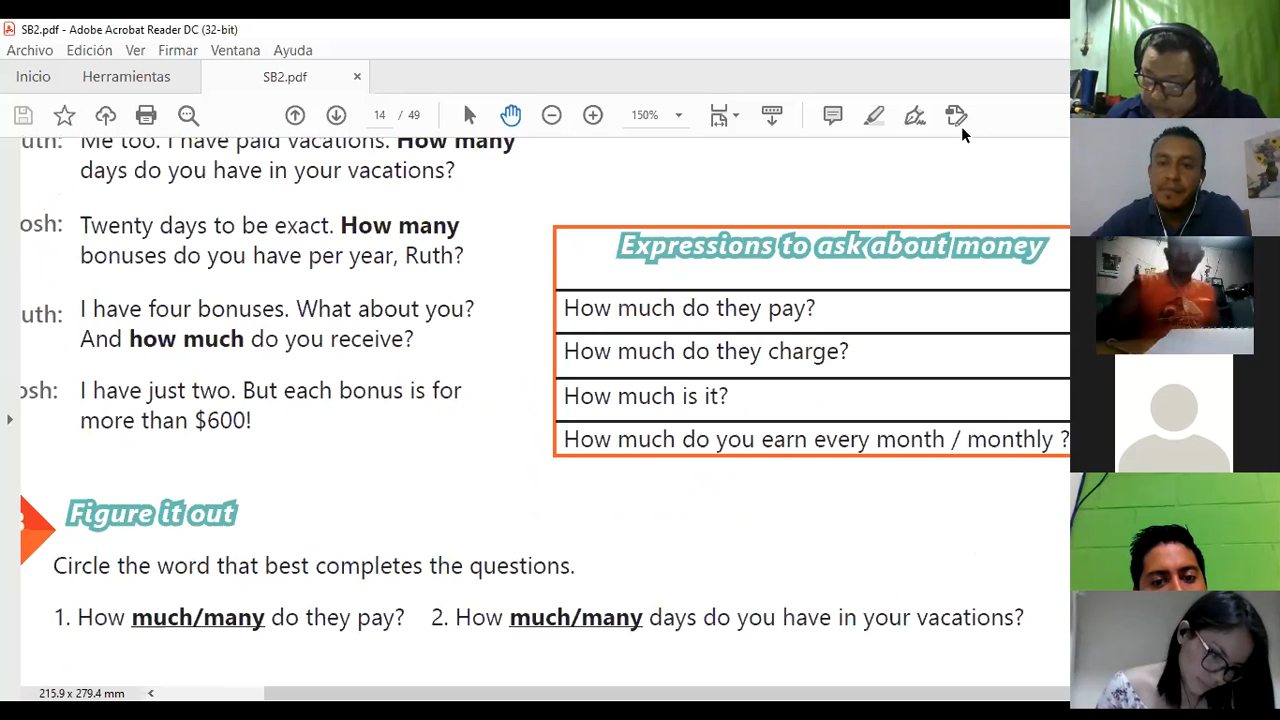 SB2.pdf - Adobe Acrobat Reader DC (32-bit)
Archivo Edición Ver Firmar Ventana Ayuda
Inicio Herramientas SB2.pdf ×
14 / 49 150%
uth: Me too. I have paid vacations. How many
days do you have in your vacations?
osh: Twenty days to be exact. How many
bonuses do you have per year, Ruth?
uth: I have four bonuses. What about you?
And how much do you receive?
osh: I have just two. But each bonus is for
more than $600!
Expressions to ask about money
How much do they pay?
How much do they charge?
How much is it?
How much do you earn every month / monthly ?
Figure it out
Circle the word that best completes the questions.
1. How much/many do they pay? 2. How much/many days do you have in your vacations?
215.9 x 279.4 mm